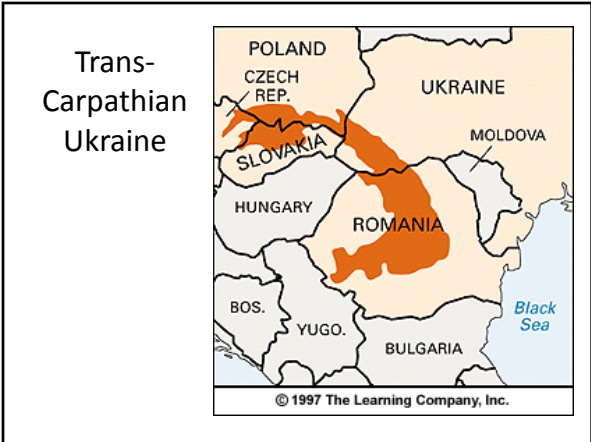 Trans-
Carpathian
Ukraine
POLAND
CZECH
REP.
UKRAINE
MOLDOVA
SLOVAKIA
HUNGARY
ROMANIA
BOS.
YUGO.
BULGARIA
Black
Sea
© 1997 The Learning Company, Inc.